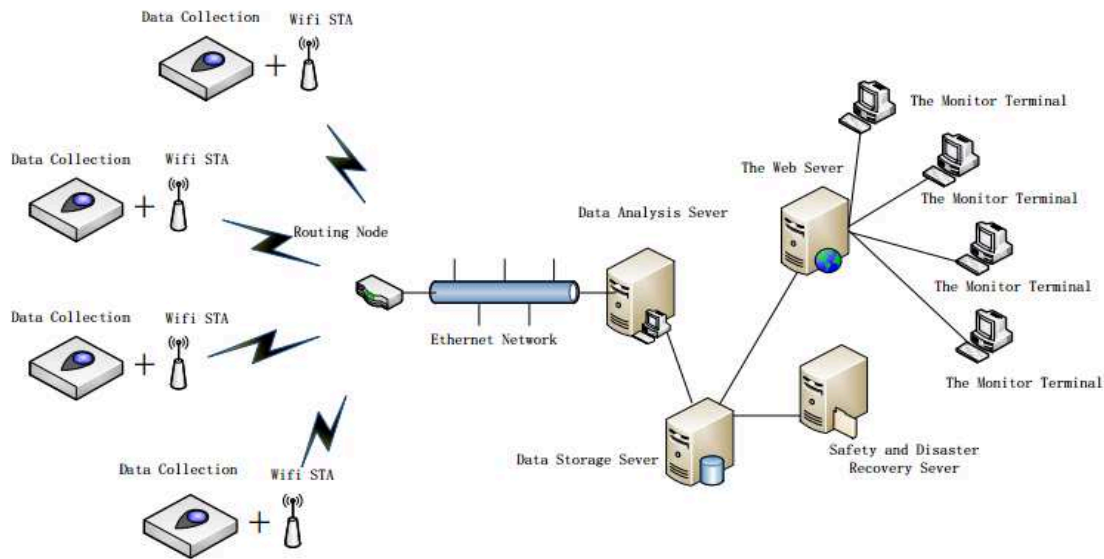 Data Collection
Wifi STA
Data Collection
Wifi STA
Routing Node
Data Collection
Wifi STA
Data Collection
Wifi STA
Ethernet Network
Data Analysis Sever
Data Storage Sever
Safety and Disaster
Recovery Sever
The Web Sever
The Monitor Terminal
The Monitor Terminal
The Monitor Terminal
The Monitor Terminal